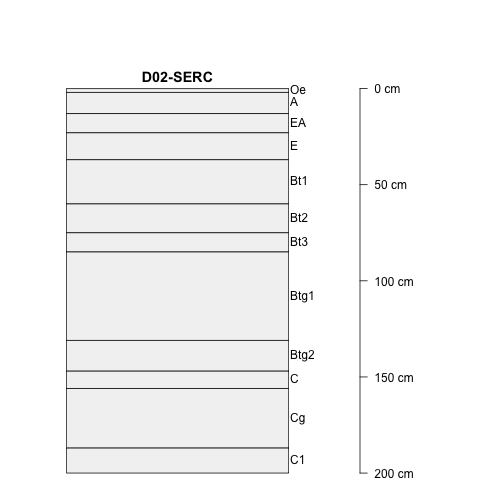 D02-SERC
Oe
0 cm
A
EA
E
Bt1
50 cm
Bt2
Bt3
100 cm
Btg1
Btg2
150 cm
C
Cg
C1
200 cm